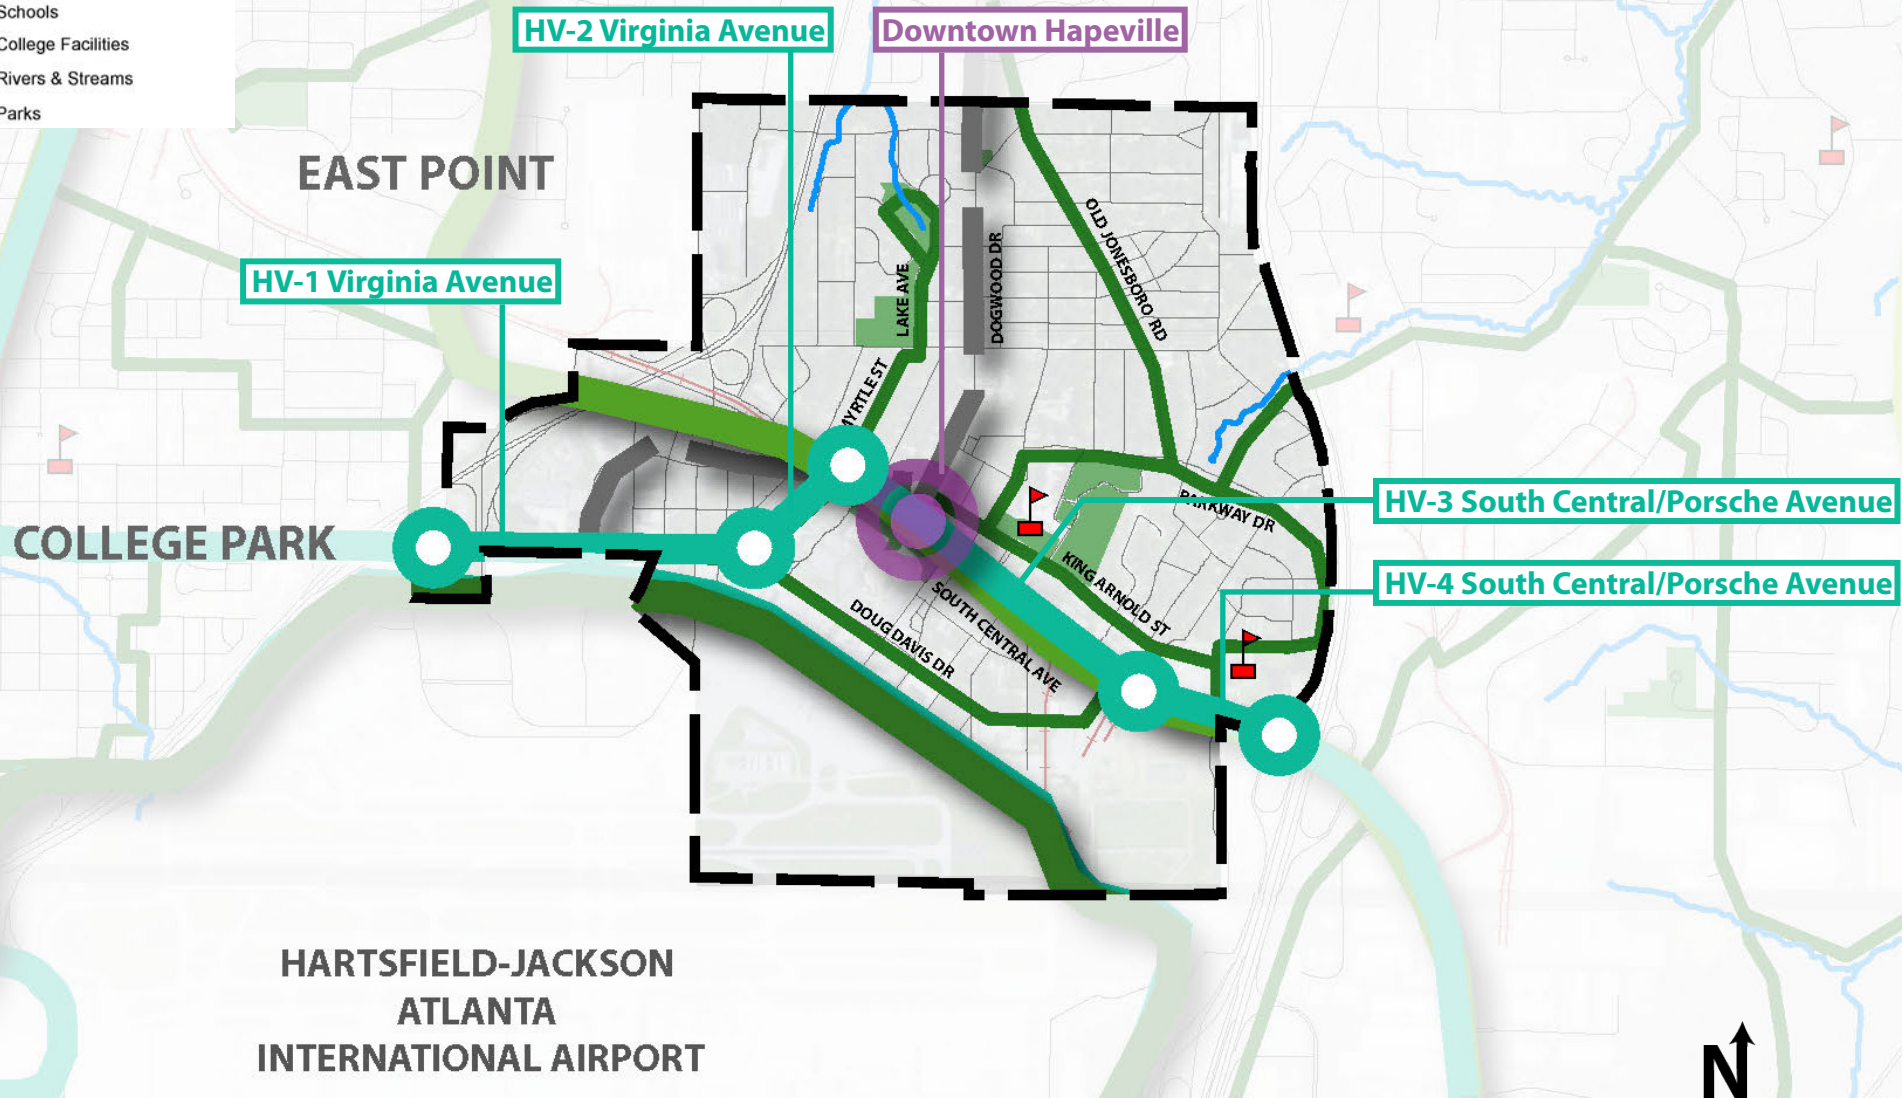 Schools
College Facilities
Rivers & Streams
Parks
HV-2 Virginia Avenue
Downtown Hapeville
EAST POINT
HV-1 Virginia Avenue
OLD JONESBORO RD
DOGWOOD DR
LAKE AVE
MYRTLE ST
HV-3 South Central/Porsche Avenue
PARKWAY DR
COLLEGE PARK
KING ARNOLD ST
HV-4 South Central/Porsche Avenue
SOUTH CENTRAL AVE
DOUG DAVIS DR
HARTSFIELD-JACKSON
ATLANTA
INTERNATIONAL AIRPORT
N